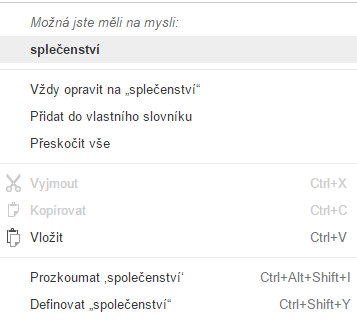 Možná jste měli na mysli:
splečenství
Vždy opravit na „splečenství“
Přidat do vlastního slovníku
Přeskočit vše
Vyjmout Ctrl+X
Kopírovat Ctrl+C
Vložit Ctrl+V
Prozkoumat ‚společenství‘ Ctrl+Alt+Shift+I
Definovat „společenství“ Ctrl+Shift+Y